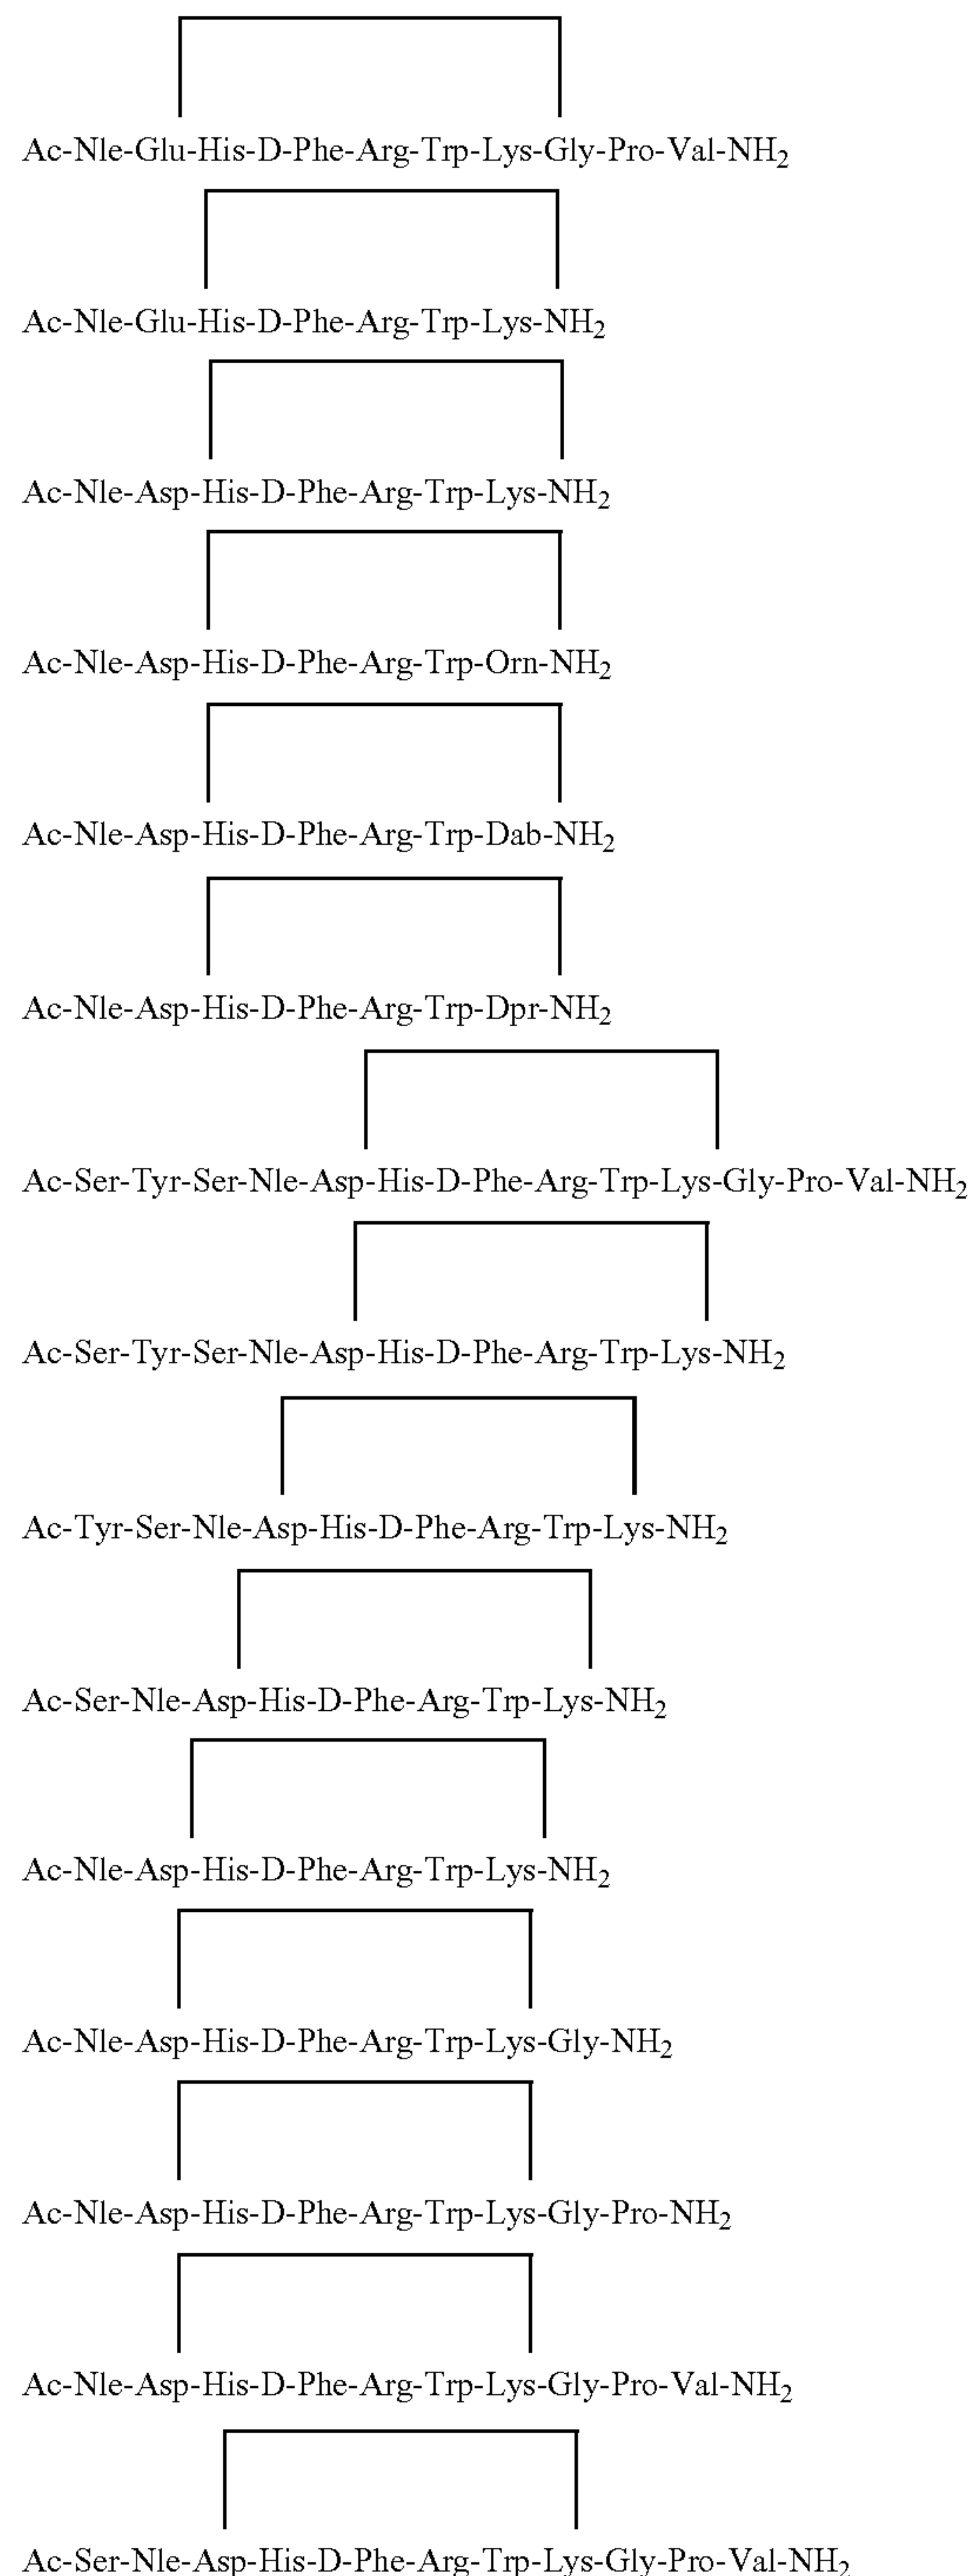 Ac-Nle-Glu-His-D-Phe-Arg-Trp-Lys-Gly-Pro-Val-NH₂
Ac-Nle-Glu-His-D-Phe-Arg-Trp-Lys-NH₂
Ac-Nle-Asp-His-D-Phe-Arg-Trp-Lys-NH₂
Ac-Nle-Asp-His-D-Phe-Arg-Trp-Orn-NH₂
Ac-Nle-Asp-His-D-Phe-Arg-Trp-Dab-NH₂
Ac-Nle-Asp-His-D-Phe-Arg-Trp-Dpr-NH₂
Ac-Ser-Tyr-Ser-Nle-Asp-His-D-Phe-Arg-Trp-Lys-Gly-Pro-Val-NH₂
Ac-Ser-Tyr-Ser-Nle-Asp-His-D-Phe-Arg-Trp-Lys-NH₂
Ac-Tyr-Ser-Nle-Asp-His-D-Phe-Arg-Trp-Lys-NH₂
Ac-Ser-Nle-Asp-His-D-Phe-Arg-Trp-Lys-NH₂
Ac-Nle-Asp-His-D-Phe-Arg-Trp-Lys-NH₂
Ac-Nle-Asp-His-D-Phe-Arg-Trp-Lys-Gly-NH₂
Ac-Nle-Asp-His-D-Phe-Arg-Trp-Lys-Gly-Pro-NH₂
Ac-Nle-Asp-His-D-Phe-Arg-Trp-Lys-Gly-Pro-Val-NH₂
Ac-Ser-Nle-Asp-His-D-Phe-Arg-Trp-Lys-Gly-Pro-Val-NH₂